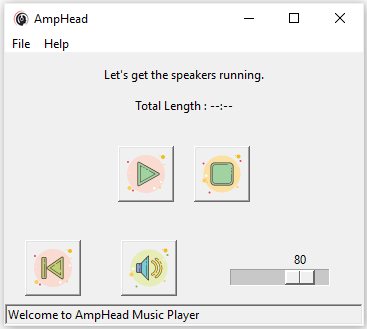 AmpHead
File Help
Let's get the speakers running.
Total Length : --:--
80
Welcome to AmpHead Music Player